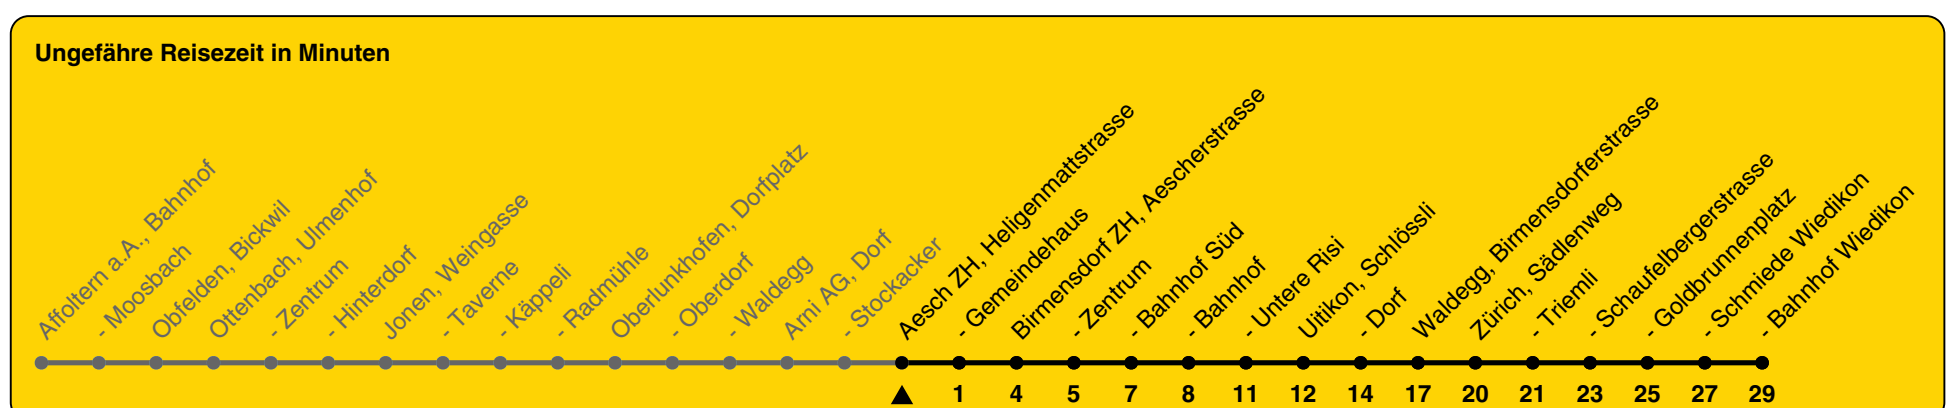 Ungefähre Reisezeit in Minuten
Affoltern a.A., Bahnhof
- Moosbach
Obfelden, Bickwil
Ottenbach, Ulmenhof
- Zentrum
- Hinterdorf
Jonen, Weingasse
- Taverne
- Käppeli
- Radmühle
Oberlunkhofen, Dorfplatz
- Oberdorf
- Waldegg
Arni AG, Dorf
- Stockacker
Aesch ZH, Heligenmattstrasse
- Gemeindehaus
Birmensdorf ZH, Aescherstrasse
- Zentrum
- Bahnhof Süd
- Bahnhof
- Untere Risi
Uitikon, Schlössli
- Dorf
Waldegg, Birmensdorferstrasse
Zürich, Sädlenweg
- Triemli
- Schaufelbergerstrasse
- Goldbrunnenplatz
- Schmiede Wiedikon
- Bahnhof Wiedikon
1 4 5 7 8 11 12 14 17 20 21 23 25 27 29